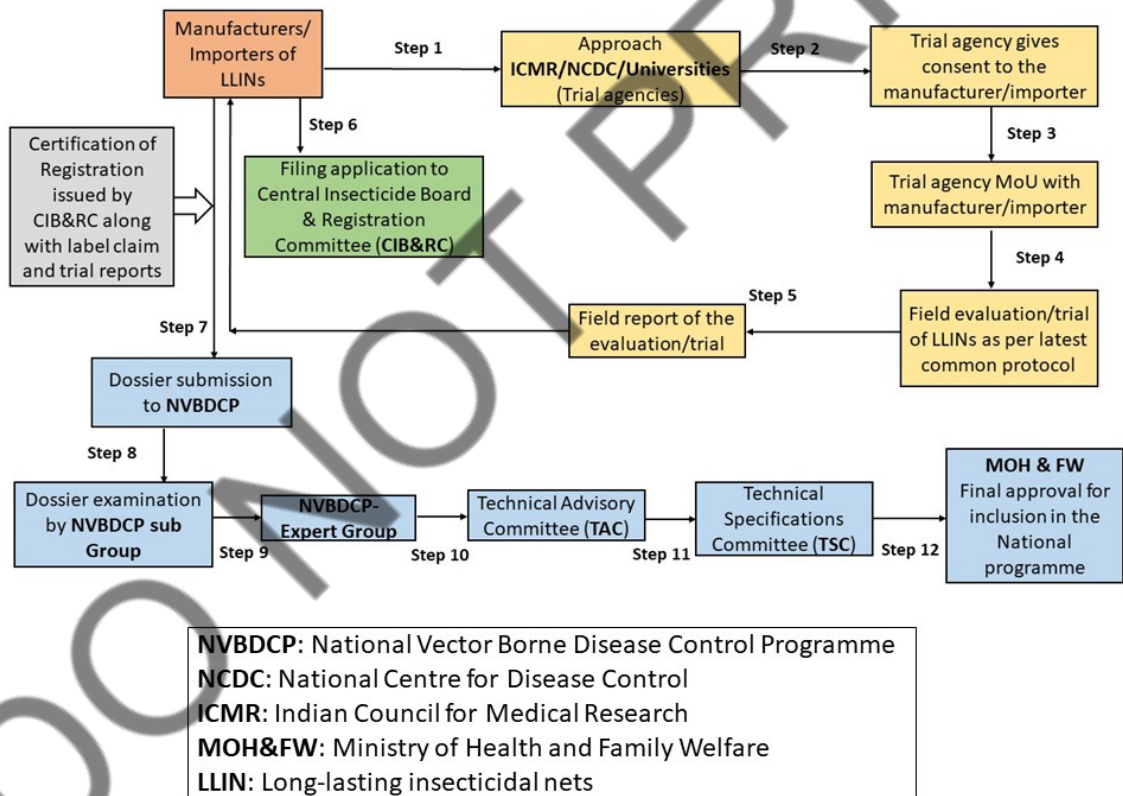 Manufacturers/
Importers of
LLINs
Step 1
Approach
ICMR/NCDC/Universities
(Trial agencies)
Step 2
Trial agency gives
consent to the
manufacturer/importer
Step 3
Trial agency MoU with
manufacturer/importer
Step 4
Field evaluation/trial
of LLINs as per latest
common protocol
Step 5
Field report of the
evaluation/trial
Step 6
Filing application to
Central Insecticide Board
& Registration
Committee (CIB&RC)
Certification of
Registration
issued by
CIB&RC along
with label claim
and trial reports
Step 7
Dossier submission
to NVBDCP
Step 8
Dossier examination
by NVBDCP sub
Group
Step 9
NVBDCP-
Expert Group
Step 10
Technical Advisory
Committee (TAC)
Step 11
Technical
Specifications
Committee (TSC)
Step 12
MOH & FW
Final approval for
inclusion in the
National
programme
NVBDCP: National Vector Borne Disease Control Programme
NCDC: National Centre for Disease Control
ICMR: Indian Council for Medical Research
MOH&FW: Ministry of Health and Family Welfare
LLIN: Long-lasting insecticidal nets
DO NOT PRI